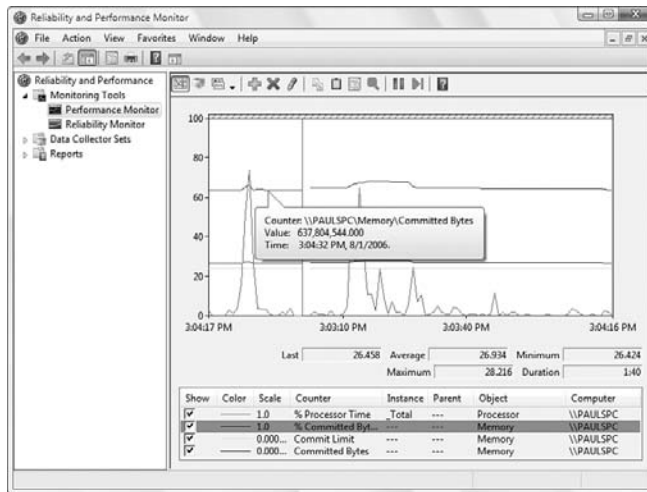 Reliability and Performance Monitor
File Action View Favorites Window Help
Reliability and Performance
Monitoring Tools
Performance Monitor
Reliability Monitor
Data Collector Sets
Reports
100
80
60
40
20
0
Counter: \\PAULSPC\Memory\Committed Bytes
Value: 637,804,544.000
Time: 3:04:32 PM, 8/1/2006.
3:04:17 PM 3:03:10 PM 3:03:40 PM 3:04:16 PM
Last 26.458 Average 26.934 Minimum 26.424
Maximum 28.216 Duration 1:40
Show Color Scale Counter Instance Parent Object Computer
1.0 % Processor Time _Total --- Processor \\PAULSPC
1.0 % Committed Byt... --- --- Memory \\PAULSPC
0.000... Commit Limit --- --- Memory \\PAULSPC
0.000... Committed Bytes --- --- Memory \\PAULSPC